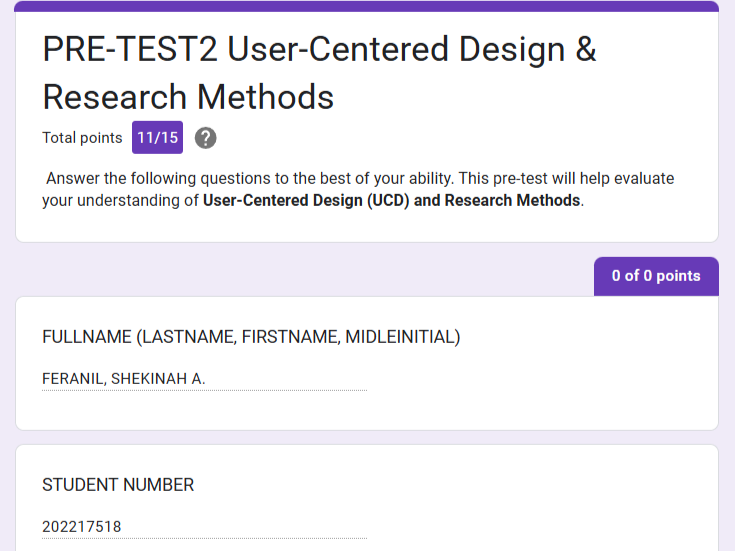 PRE-TEST2 User-Centered Design &
Research Methods
Total points 11/15 ?
Answer the following questions to the best of your ability. This pre-test will help evaluate
your understanding of User-Centered Design (UCD) and Research Methods.
0 of 0 points
FULLNAME (LASTNAME, FIRSTNAME, MIDLEINITIAL)
FERANIL, SHEKINAH A.
STUDENT NUMBER
202217518